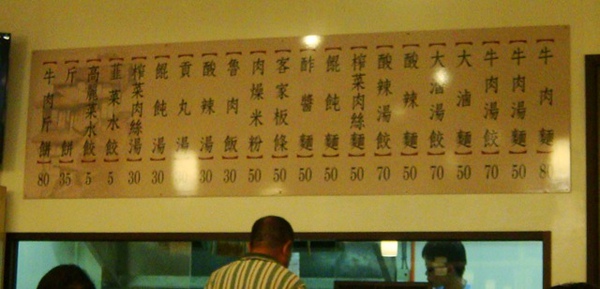 牛肉麵 80
牛肉湯麵 50
牛肉湯餃 70
大滷麵 50
大滷湯餃 70
酸辣麵 50
酸辣湯餃 70
榨菜肉絲麵 50
餛飩麵 50
酢醬麵 50
客家板條 50
肉燥米粉 50
魯肉飯 30
酸辣湯 30
貢丸湯
餛飩湯 30
榨菜肉絲湯 30
韮菜水餃 5
高麗菜水餃 5
斤餅 35
牛肉斤餅 80